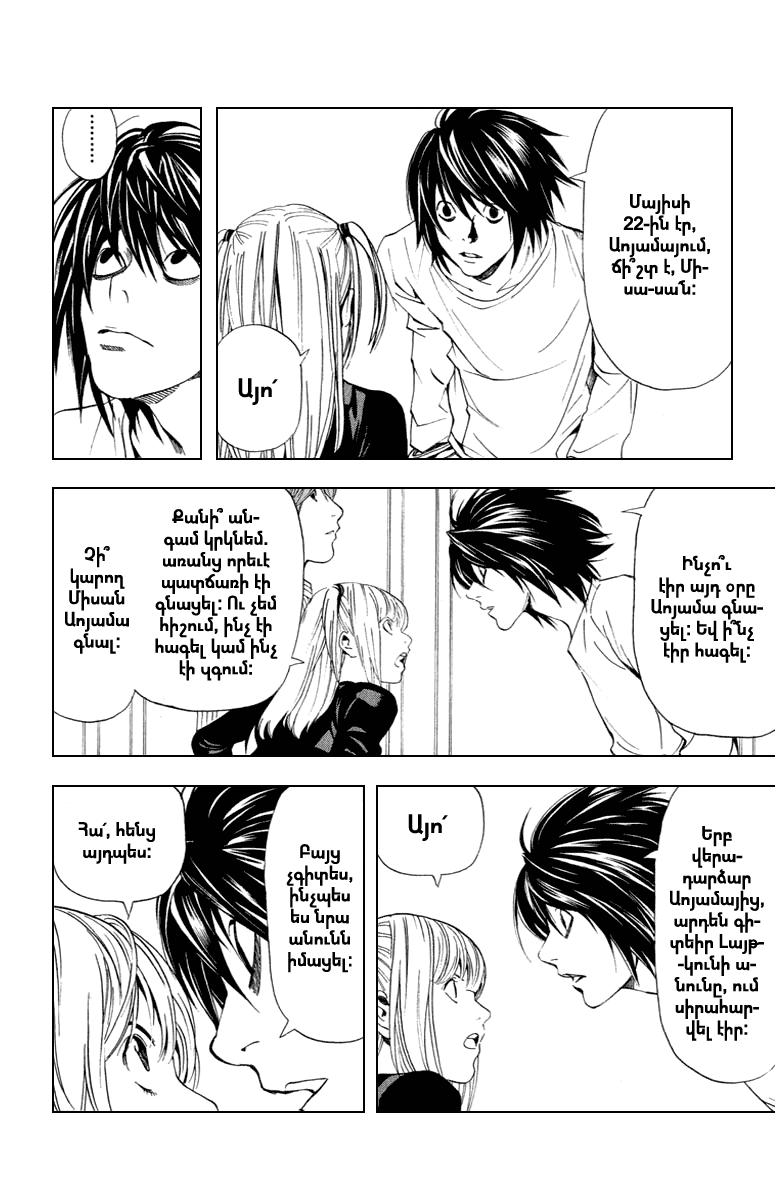 Մայիսի
22-ին էր,
Աոյամայում,
ճի՞շտ է, Մի-
սա-սա՛ն:
Այո՛
.........
Ինչո՞ւ
էիր այդ օրը
Աոյամա գնա-
ցել: Եվ ի՞նչ
էիր հագել:
Քանի՞ ան-
գամ կրկնեմ.
առանց որեւէ
պատճառի էի
գնացել: Ու չեմ
հիշում, ինչ էի
հագել կամ ինչ
էի զգում:
Չի՞
կարող
Միսան
Աոյամա
գնալ:
Երբ
վերա-
դարձար
Աոյամայից,
արդեն գի-
տեիր Լայթ-
-կունի ա-
նունը, ում
սիրահար-
վել էիր:
Այո՛
Բայց
չգիտես,
ինչպես
ես նրա
անունն
իմացել:
Հա՛, հենց
այդպես: